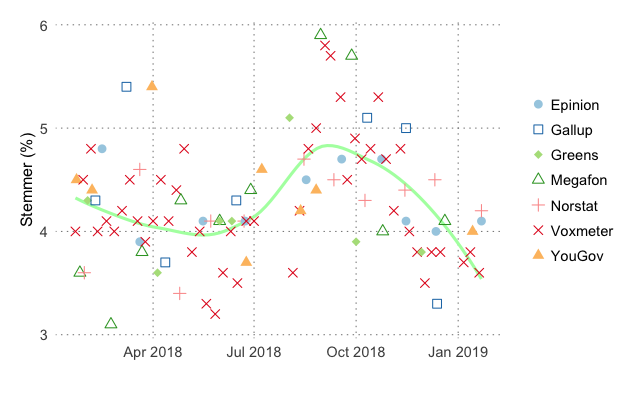 6
5
4
3
Stemmer (%)
Apr 2018
Jul 2018
Oct 2018
Jan 2019
Epinion
Gallup
Greens
Megafon
Norstat
Voxmeter
YouGov